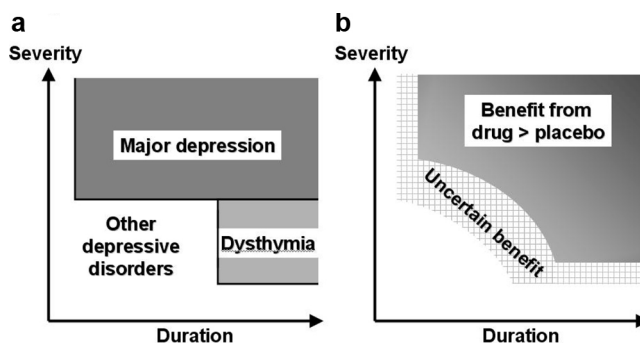 a
Severity
Major depression
Other
depressive
disorders
Dysthymia
Duration
b
Severity
Benefit from
drug > placebo
Uncertain benefit
Duration